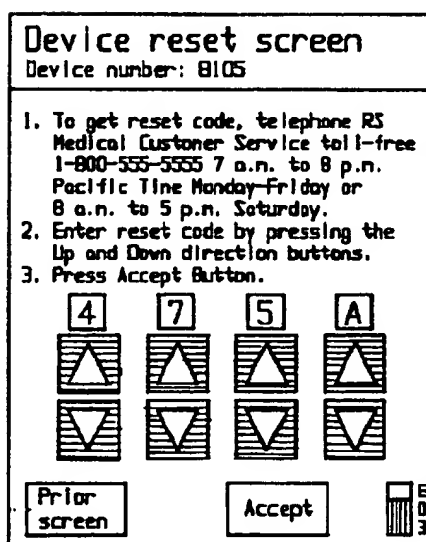 Device reset screen
Device number: 8105
1. To get reset code, telephone RS
Medical Customer Service toll-free
1-800-555-5555 7 a.m. to 8 p.m.
Pacific Time Monday-Friday or
8 a.m. to 5 p.m. Saturday.
2. Enter reset code by pressing the
Up and Down direction buttons.
3. Press Accept Button.
4 7 5 A
Prior
screen
Accept